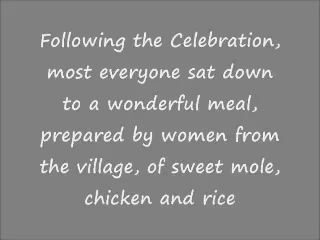 Following the Celebration,
most everyone sat down
to a wonderful meal,
prepared by women from
the village, of sweet mole,
chicken and rice